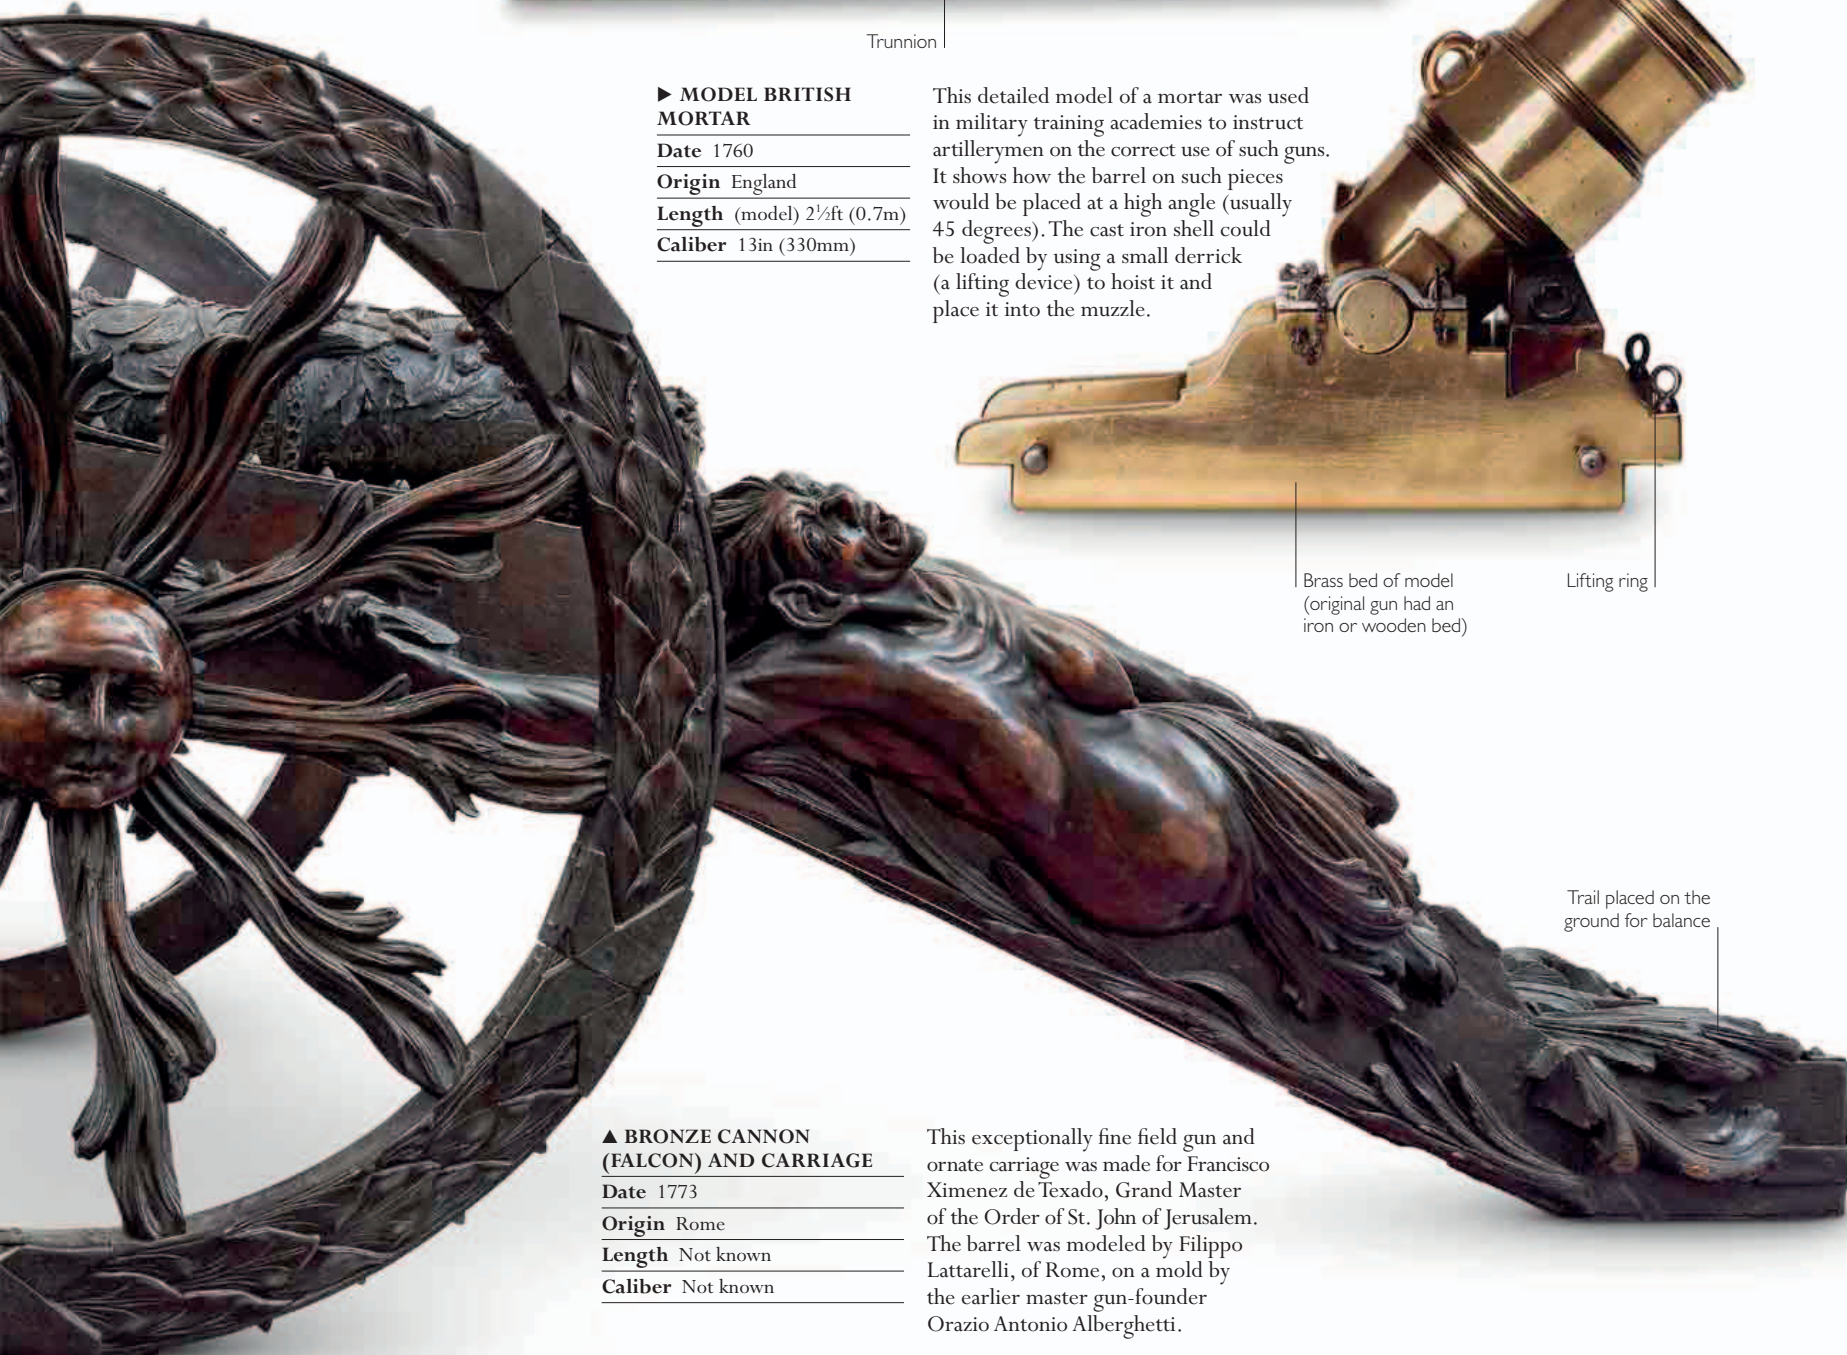 Trunnion
▶ MODEL BRITISH
MORTAR
Date 1760
Origin England
Length (model) 2½ft (0.7m)
Caliber 13in (330mm)
This detailed model of a mortar was used
in military training academies to instruct
artillerymen on the correct use of such guns.
It shows how the barrel on such pieces
would be placed at a high angle (usually
45 degrees). The cast iron shell could
be loaded by using a small derrick
(a lifting device) to hoist it and
place it into the muzzle.
Brass bed of model
(original gun had an
iron or wooden bed)
Lifting ring
Trail placed on the
ground for balance
▲ BRONZE CANNON
(FALCON) AND CARRIAGE
Date 1773
Origin Rome
Length Not known
Caliber Not known
This exceptionally fine field gun and
ornate carriage was made for Francisco
Ximenez de Texado, Grand Master
of the Order of St. John of Jerusalem.
The barrel was modeled by Filippo
Lattarelli, of Rome, on a mold by
the earlier master gun-founder
Orazio Antonio Alberghetti.